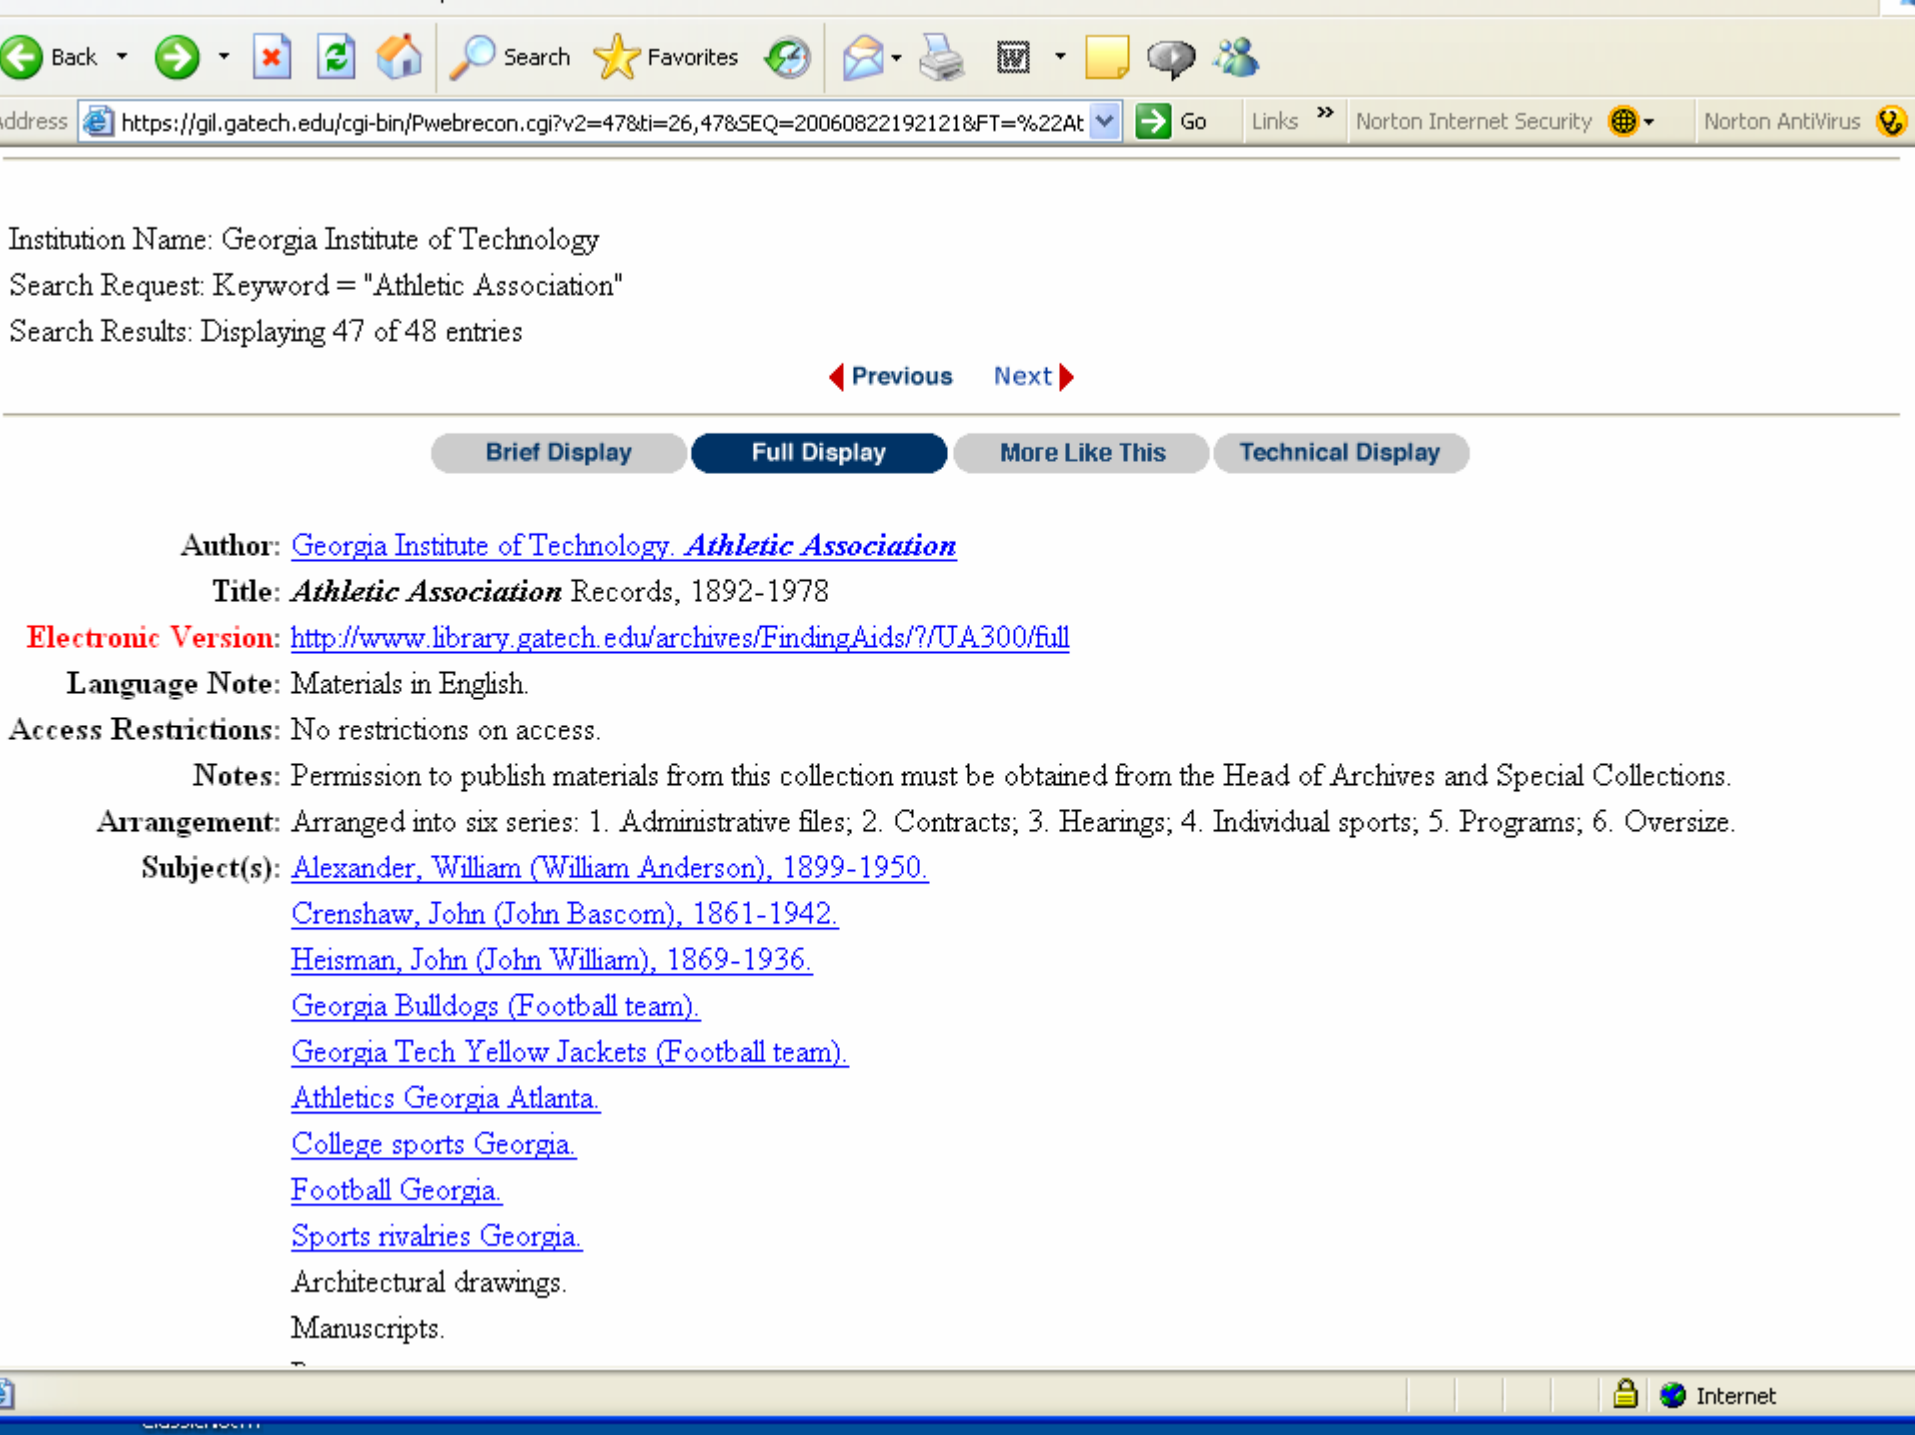 Back Search Favorites
Address https://gil.gatech.edu/cgi-bin/Pwebrecon.cgi?v2=47&ti=26,47&SEQ=20060822192121&FT=%22At Go Links » Norton Internet Security Norton AntiVirus
Institution Name: Georgia Institute of Technology
Search Request: Keyword = "Athletic Association"
Search Results: Displaying 47 of 48 entries
Previous Next
Brief Display Full Display More Like This Technical Display
Author: Georgia Institute of Technology. Athletic Association
Title: Athletic Association Records, 1892-1978
Electronic Version: http://www.library.gatech.edu/archives/FindingAids/?/UA300/full
Language Note: Materials in English.
Access Restrictions: No restrictions on access.
Notes: Permission to publish materials from this collection must be obtained from the Head of Archives and Special Collections.
Arrangement: Arranged into six series: 1. Administrative files; 2. Contracts; 3. Hearings; 4. Individual sports; 5. Programs; 6. Oversize.
Subject(s): Alexander, William (William Anderson), 1899-1950.
Crenshaw, John (John Bascom), 1861-1942.
Heisman, John (John William), 1869-1936.
Georgia Bulldogs (Football team).
Georgia Tech Yellow Jackets (Football team).
Athletics Georgia Atlanta.
College sports Georgia.
Football Georgia.
Sports rivalries Georgia.
Architectural drawings.
Manuscripts.
Internet